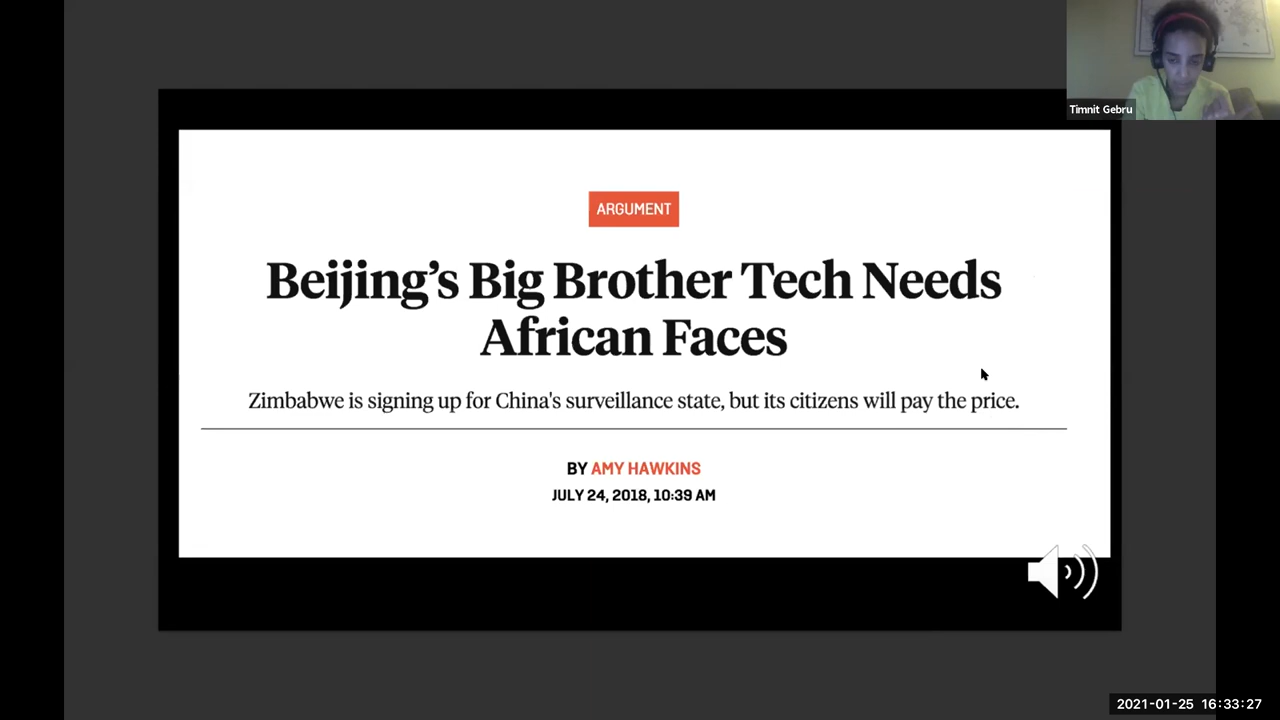 Timnit Gebru
ARGUMENT
Beijing’s Big Brother Tech Needs
African Faces
Zimbabwe is signing up for China's surveillance state, but its citizens will pay the price.
BY AMY HAWKINS
JULY 24, 2018, 10:39 AM
2021-01-25 16:33:27